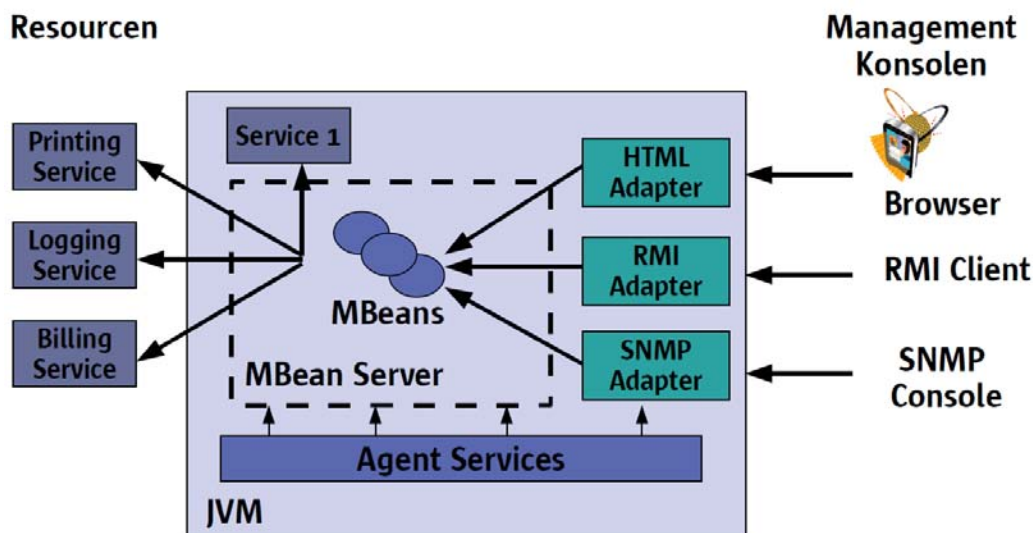 Resourcen
Management
Konsolen
Printing
Service
Service 1
HTML
Adapter
Browser
Logging
Service
RMI
Adapter
RMI Client
MBeans
Billing
Service
SNMP
Adapter
SNMP
Console
MBean Server
Agent Services
JVM